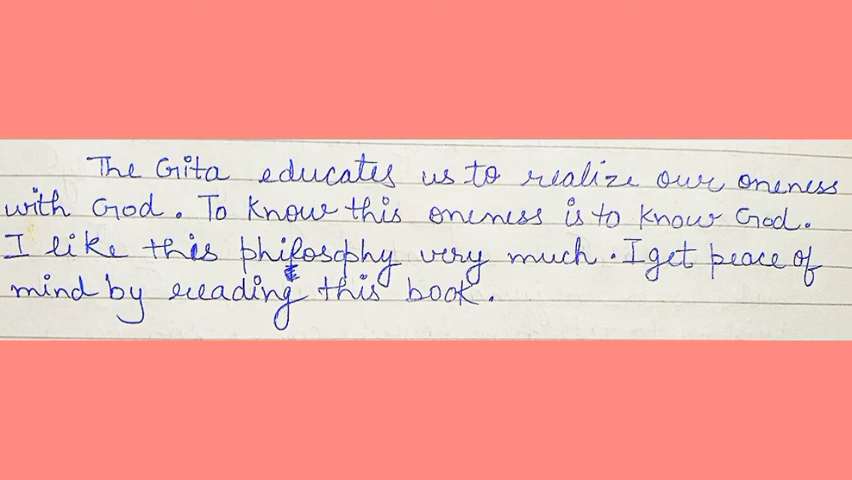 The Gita educates us to realize our oneness
with God. To know this oneness is to know God.
I like this philosophy very much. I get peace of
mind by reading this book.